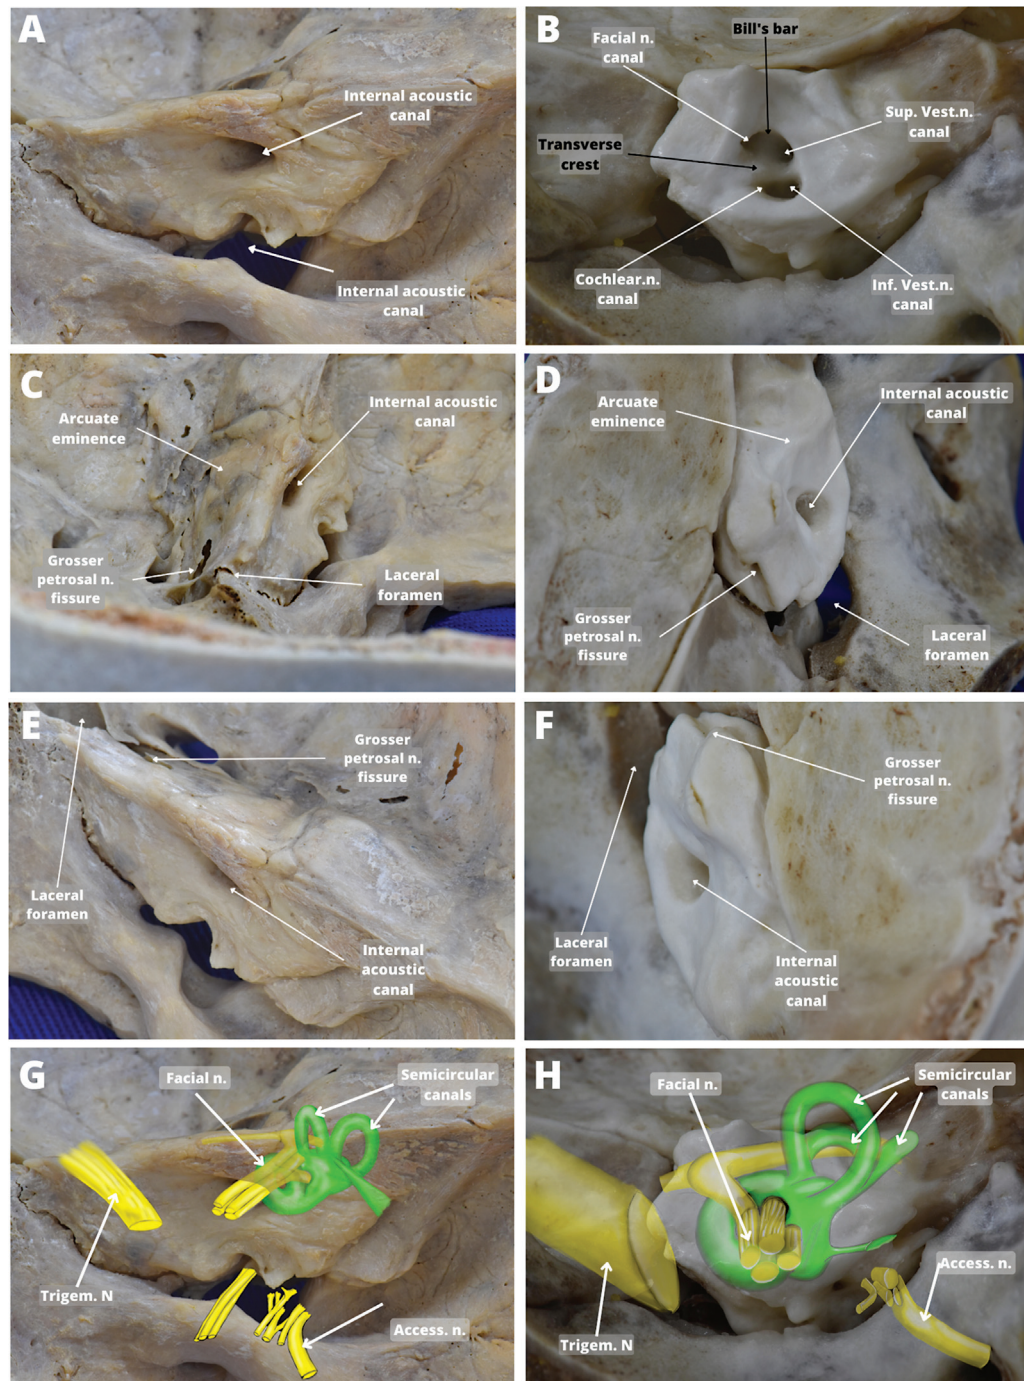 A
Internal acoustic
canal
Internal acoustic
canal
B
Bill's bar
Facial n.
canal
Sup. Vest.n.
canal
Transverse
crest
Cochlear.n.
canal
Inf. Vest.n.
canal
C
Arcuate
eminence
Internal acoustic
canal
Grosser
petrosal n.
fissure
Laceral
foramen
D
Arcuate
eminence
Internal acoustic
canal
Grosser
petrosal n.
fissure
Laceral
foramen
E
Grosser
petrosal n.
fissure
Laceral
foramen
Internal
acoustic
canal
F
Grosser
petrosal n.
fissure
Laceral
foramen
Internal
acoustic
canal
G
Facial n.
Semicircular
canals
Trigem. N
Access. n.
H
Facial n.
Semicircular
canals
Access. n.
Trigem. N